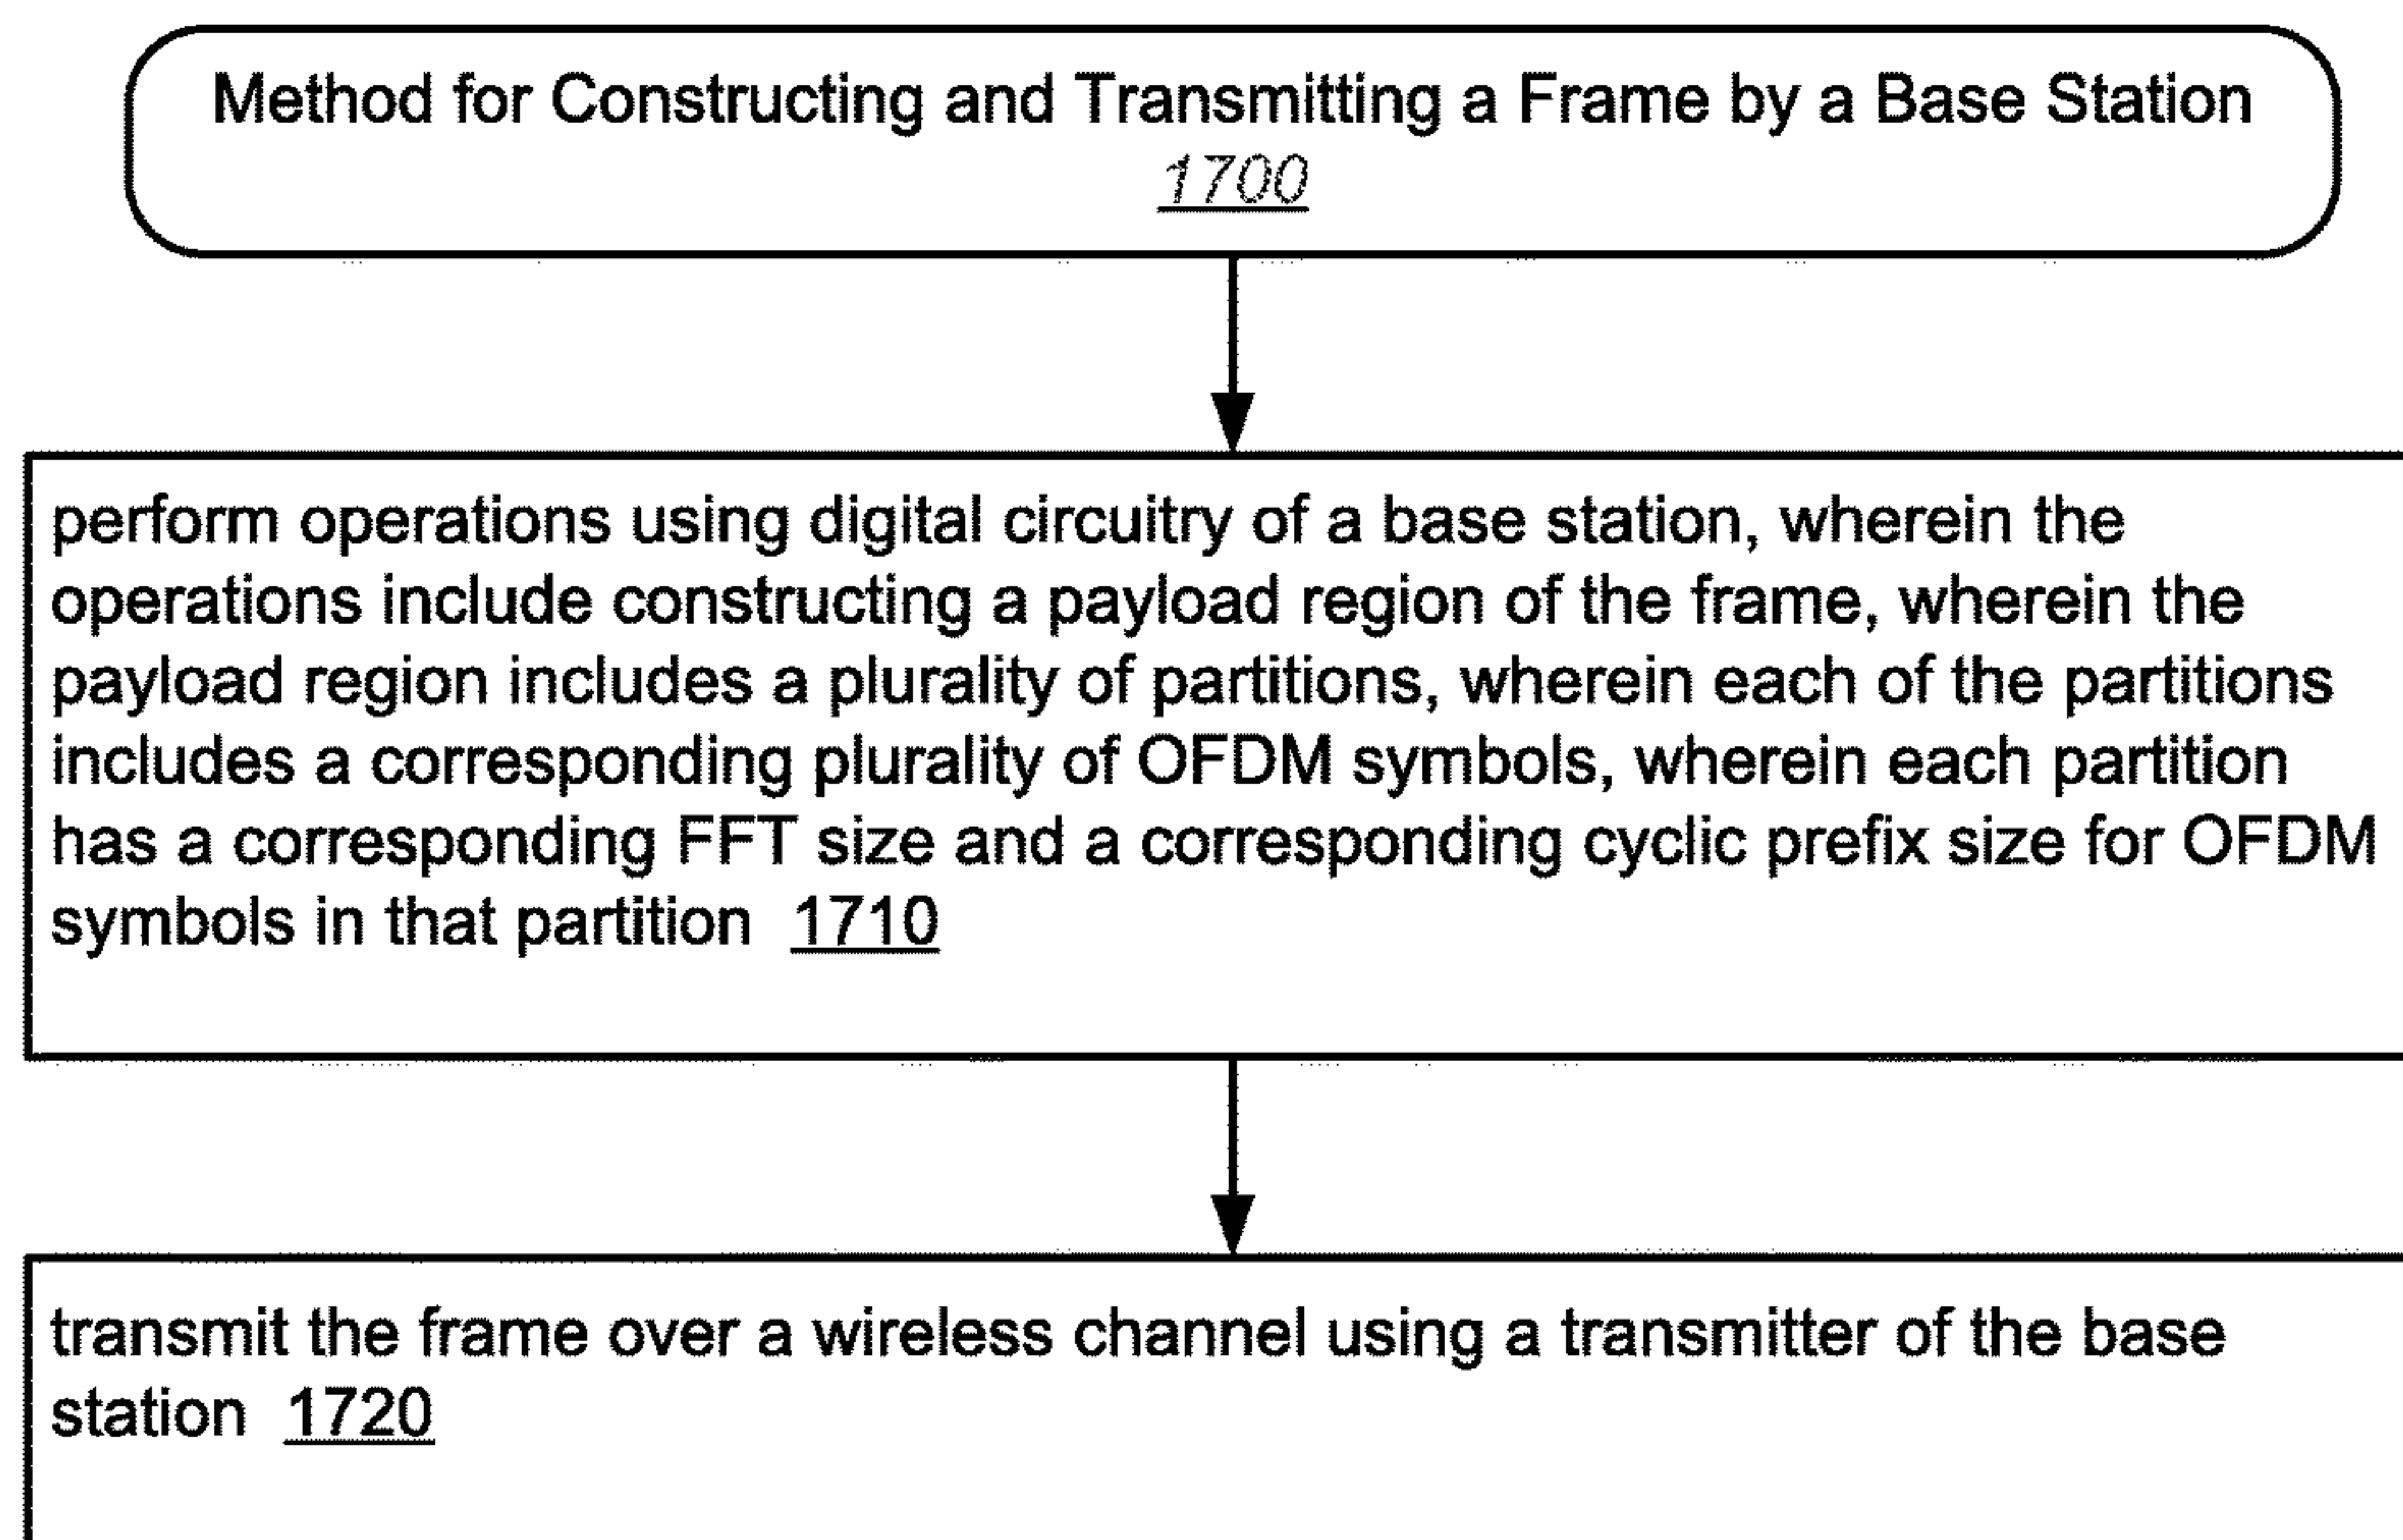 Method for Constructing and Transmitting a Frame by a Base Station
1700
perform operations using digital circuitry of a base station, wherein the
operations include constructing a payload region of the frame, wherein the
payload region includes a plurality of partitions, wherein each of the partitions
includes a corresponding plurality of OFDM symbols, wherein each partition
has a corresponding FFT size and a corresponding cyclic prefix size for OFDM
symbols in that partition 1710
transmit the frame over a wireless channel using a transmitter of the base
station 1720